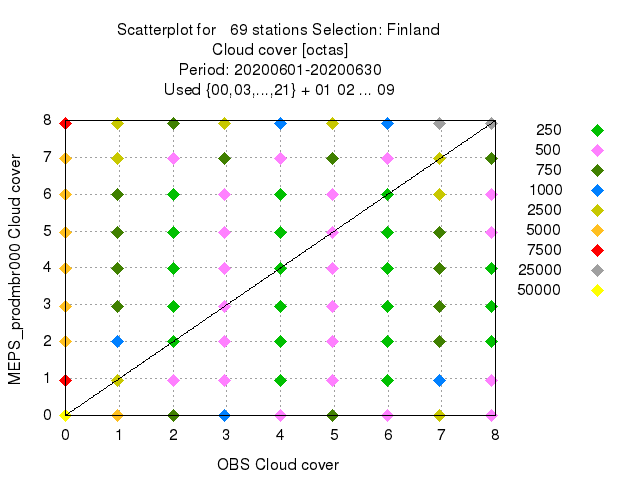 Scatterplot for 69 stations Selection: Finland
Cloud cover [octas]
Period: 20200601-20200630
Used {00,03,...,21} + 01 02 ... 09
8
7
6
5
4
3
2
1
0
MEPS_prodmbr000 Cloud cover
0 1 2 3 4 5 6 7 8
OBS Cloud cover
250
500
750
1000
2500
5000
7500
25000
50000